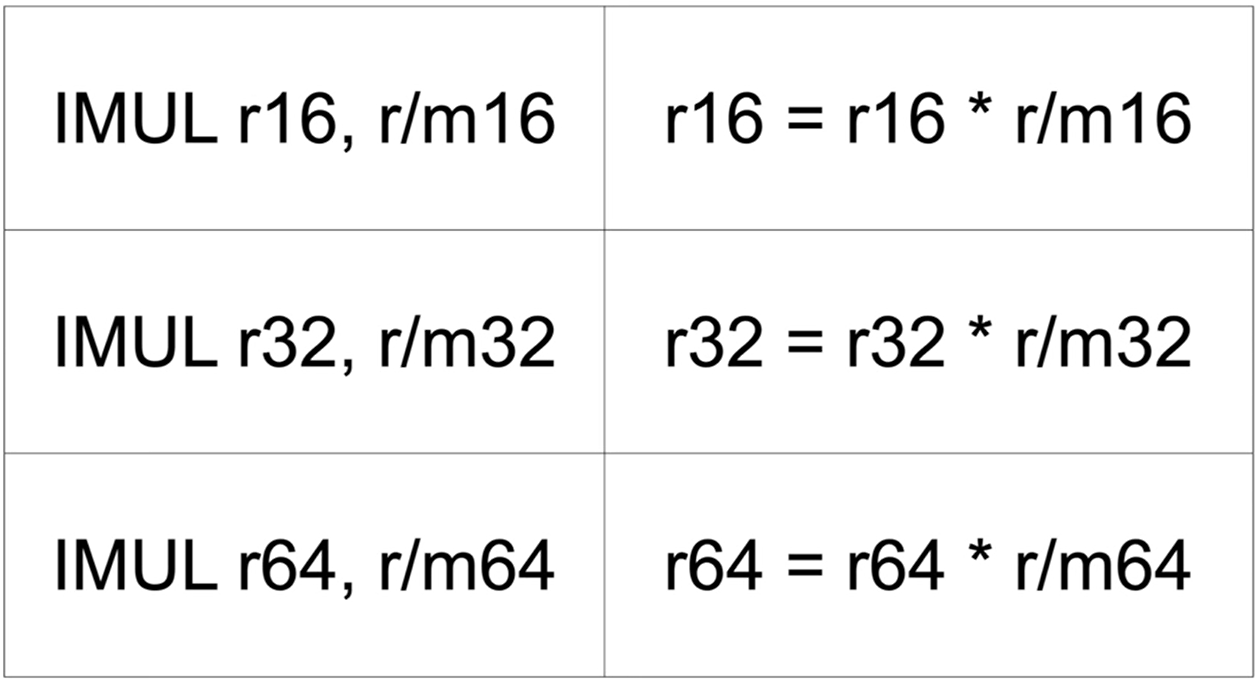 IMUL r16, r/m16
r16 = r16 * r/m16
IMUL r32, r/m32
r32 = r32 * r/m32
IMUL r64, r/m64
r64 = r64 * r/m64